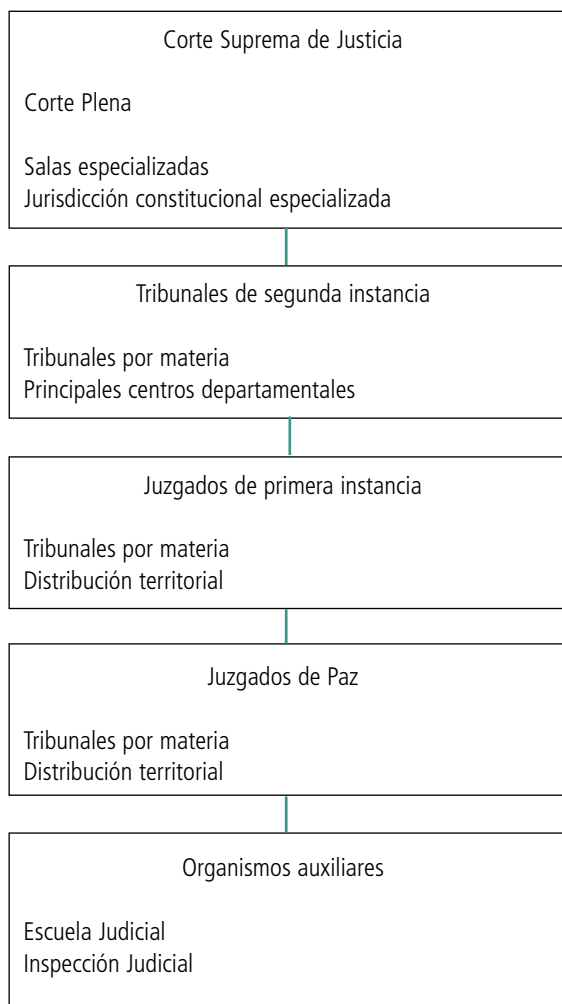 Corte Suprema de Justicia
Corte Plena
Salas especializadas
Jurisdicción constitucional especializada
Tribunales de segunda instancia
Tribunales por materia
Principales centros departamentales
Juzgados de primera instancia
Tribunales por materia
Distribución territorial
Juzgados de Paz
Tribunales por materia
Distribución territorial
Organismos auxiliares
Escuela Judicial
Inspección Judicial